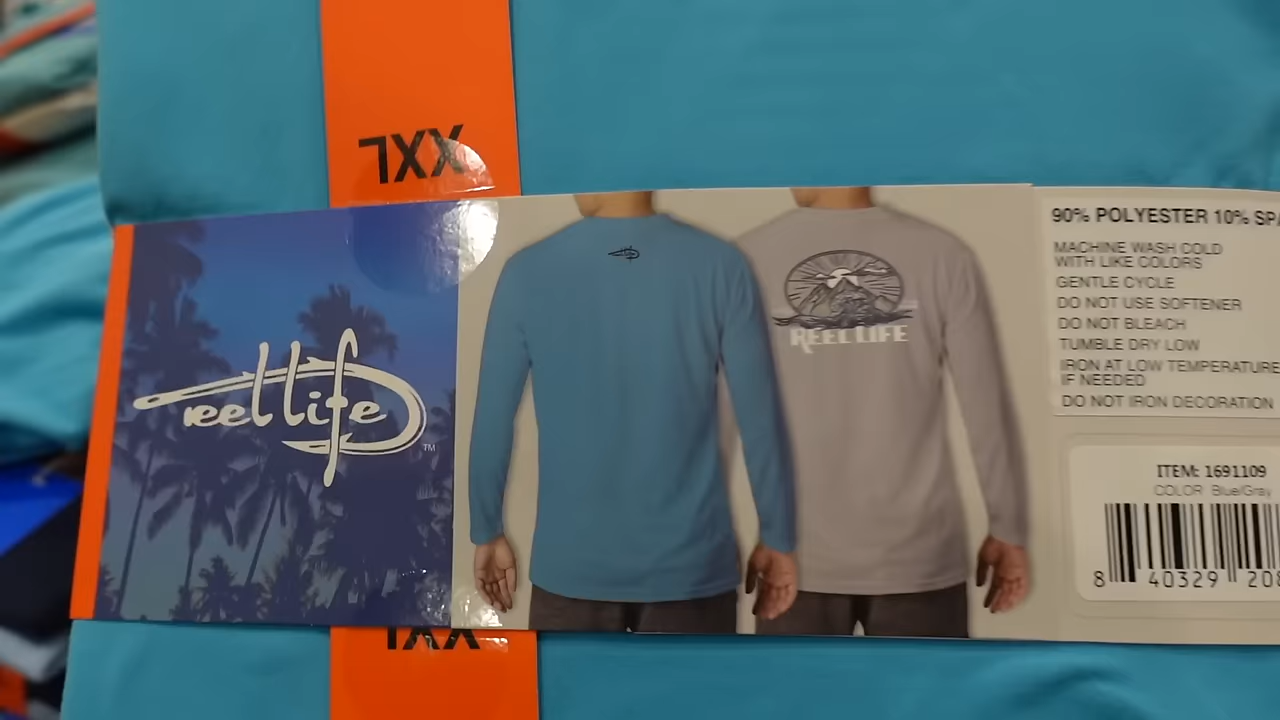 XXL
reel life
TM
REEL LIFE
90% POLYESTER 10% SPA
MACHINE WASH COLD
WITH LIKE COLORS
GENTLE CYCLE
DO NOT USE SOFTENER
DO NOT BLEACH
TUMBLE DRY LOW
IRON AT LOW TEMPERATURE
IF NEEDED
DO NOT IRON DECORATION
ITEM: 1691109
COLOR Blue/Gray
8 40329 208
XXL